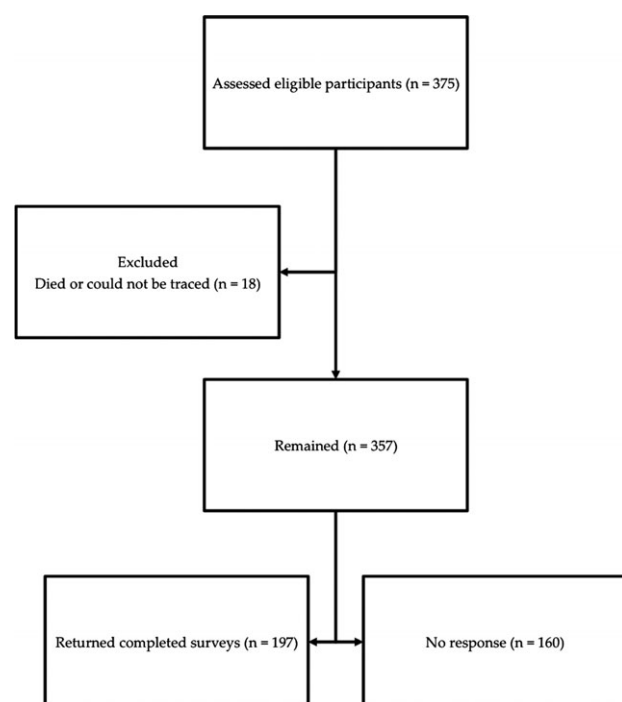 Assessed eligible participants (n = 375)
Excluded
Died or could not be traced (n = 18)
Remained (n = 357)
Returned completed surveys (n = 197)
No response (n = 160)